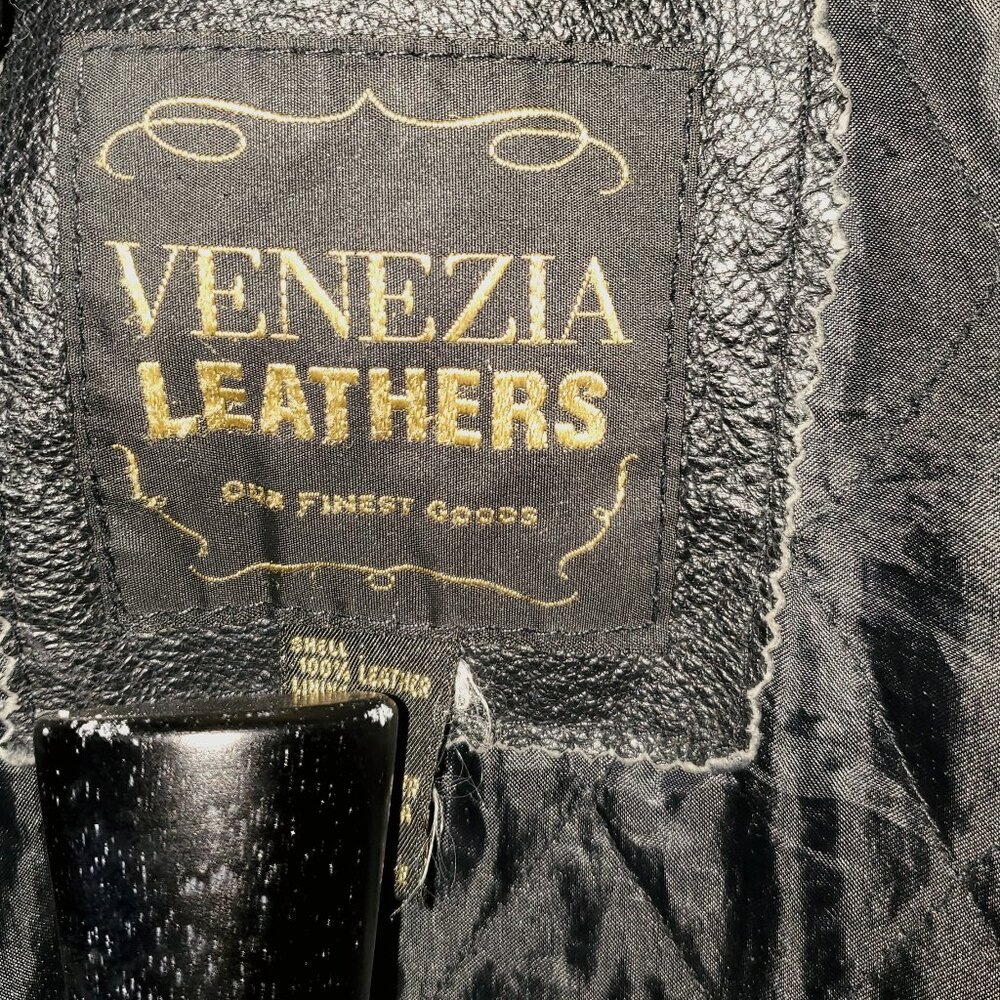 VENEZIA
LEATHERS
OUR FINEST GOODS
SHELL
100% LEATHER